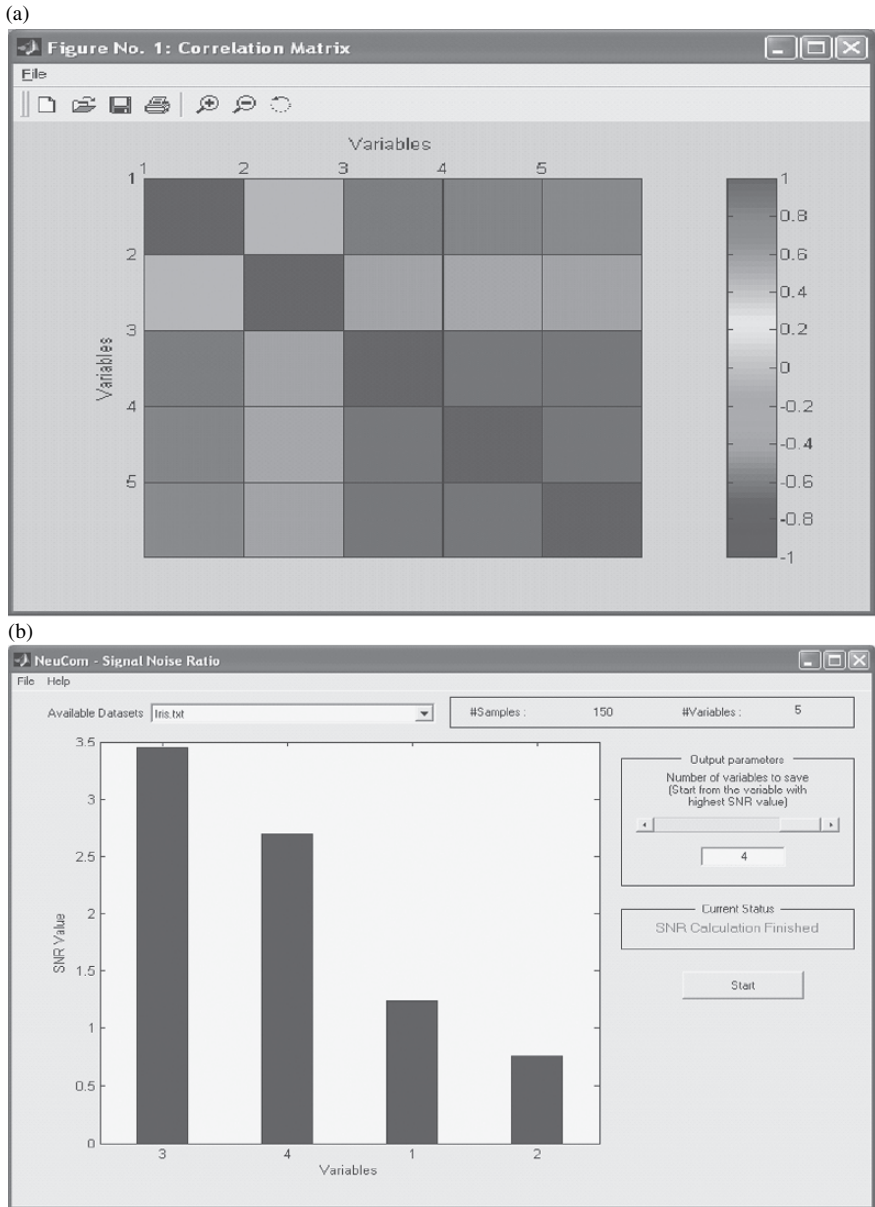 (a)
Figure No. 1: Correlation Matrix
File
Variables
1 2 3 4 5
1
2
3
4
5
Variables
1
0.8
0.6
0.4
0.2
0
-0.2
-0.4
-0.6
-0.8
-1
(b)
NeuCom - Signal Noise Ratio
File Help
Available Datasets Iris.txt
#Samples : 150 #Variables : 5
3.5
3
2.5
2
1.5
1
0.5
0
SNR Value
3 4 1 2
Variables
Output parameters
Number of variables to save
(Start from the variable with
highest SNR value)
4
Current Status
SNR Calculation Finished
Start